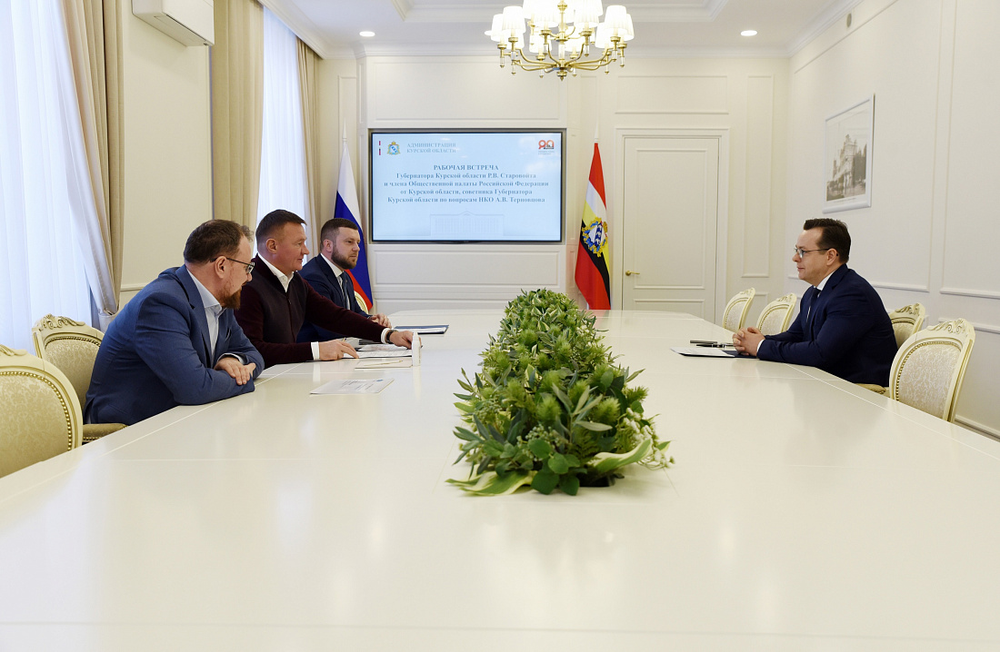 АДМИНИСТРАЦИЯ
КУРСКОЙ ОБЛАСТИ
РАБОЧАЯ ВСТРЕЧА
Губернатора Курской области Р.В. Старовойта
и члена Общественной палаты Российской Федерации
от Курской области, советника Губернатора
Курской области по вопросам НКО А.В. Терновцова